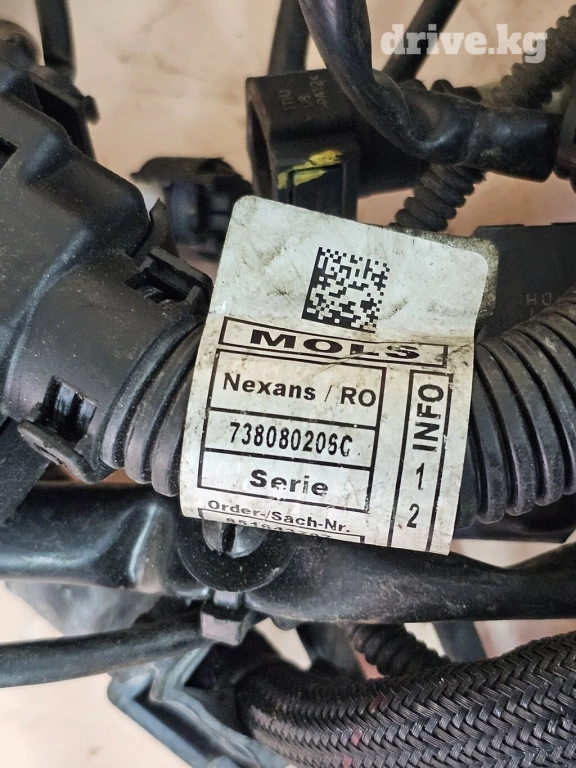 drive.kg
MOLS
Nexans / RO
738080206C
Serie
Order-/Sach-Nr.
INFO
1
2